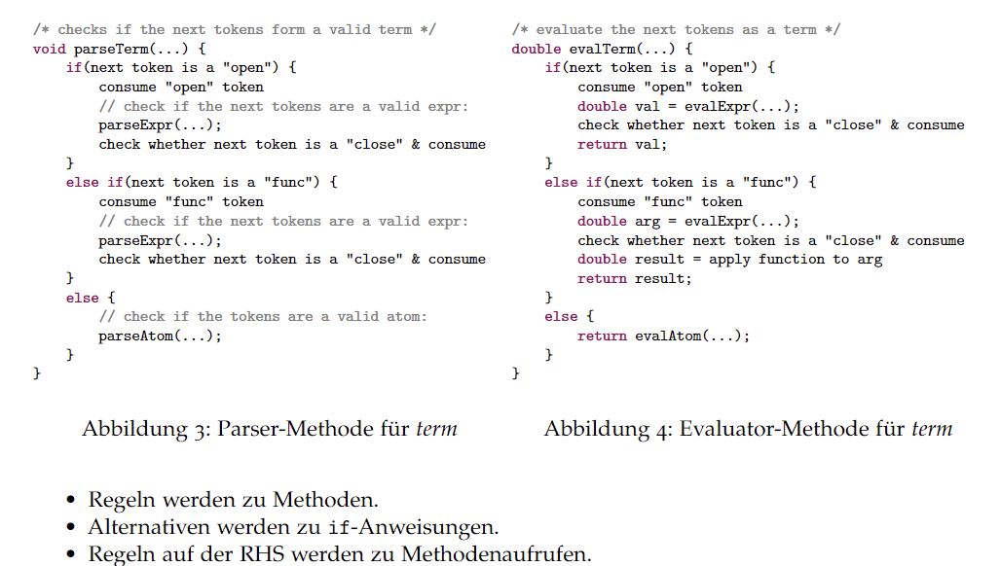 /* checks if the next tokens form a valid term */
void parseTerm(...) {
    if(next token is a "open") {
        consume "open" token
        // check if the next tokens are a valid expr:
        parseExpr(...);
        check whether next token is a "close" & consume
    }
    else if(next token is a "func") {
        consume "func" token
        // check if the next tokens are a valid expr:
        parseExpr(...);
        check whether next token is a "close" & consume
    }
    else {
        // check if the tokens are a valid atom:
        parseAtom(...);
    }
}
Abbildung 3: Parser-Methode für term
/* evaluate the next tokens as a term */
double evalTerm(...) {
    if(next token is a "open") {
        consume "open" token
        double val = evalExpr(...);
        check whether next token is a "close" & consume
        return val;
    }
    else if(next token is a "func") {
        consume "func" token
        double arg = evalExpr(...);
        check whether next token is a "close" & consume
        double result = apply function to arg
        return result;
    }
    else {
        return evalAtom(...);
    }
}
Abbildung 4: Evaluator-Methode für term
• Regeln werden zu Methoden.
• Alternativen werden zu if-Anweisungen.
• Regeln auf der RHS werden zu Methodenaufrufen.